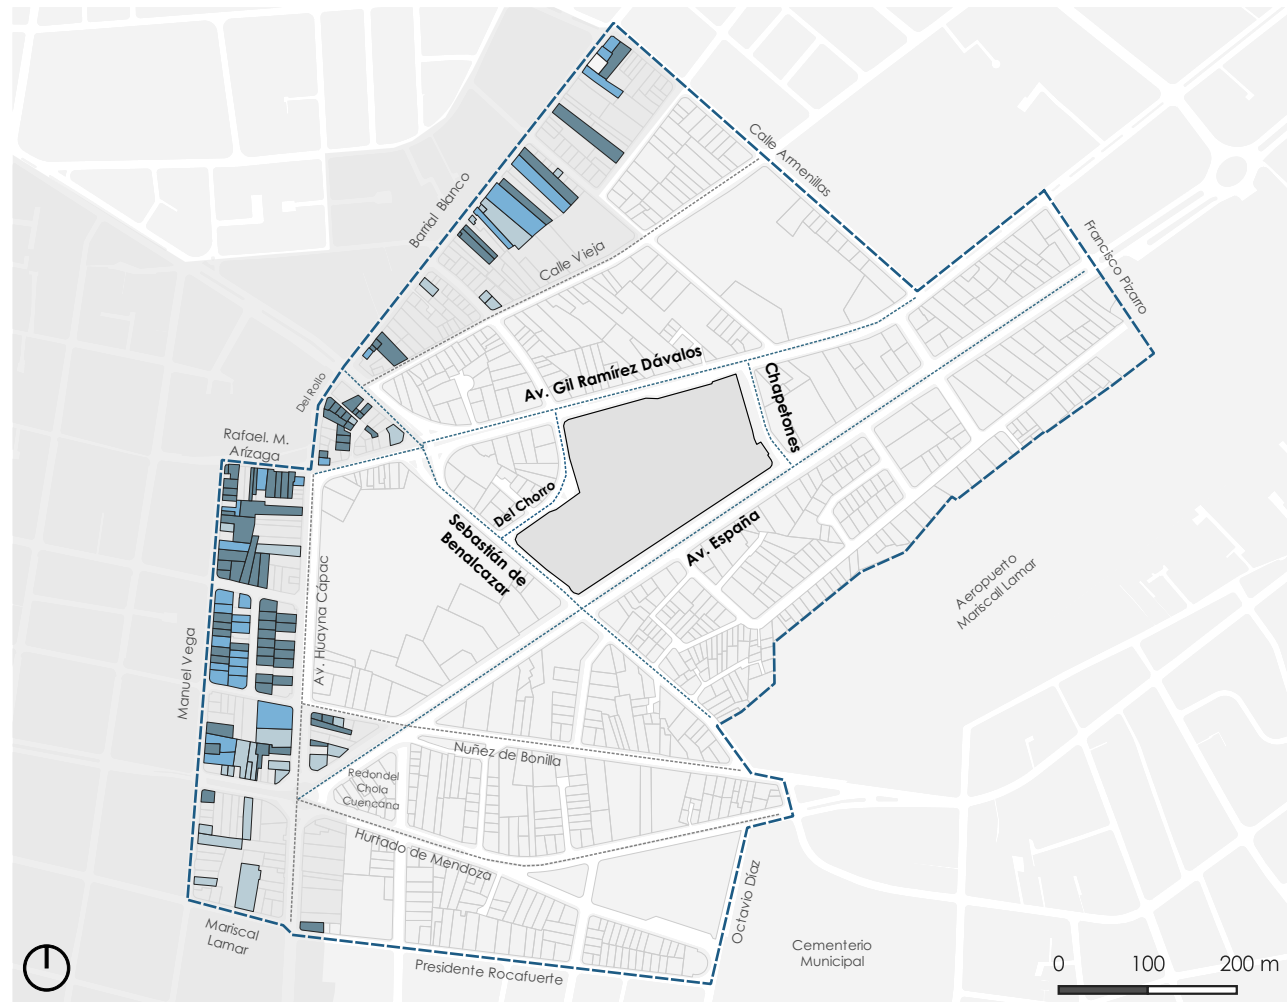 Calle Armenillas
Barrial Blanco
Francisco Pizarro
Calle Vieja
Av. Gil Ramírez Dávalos
Chapetones
Del Rollo
Rafael. M.
Arízaga
Del Chorro
Sebastián de
Benalcazar
Av. España
Aeropuerto
Mariscall Lamar
Av. Huayna Cápac
Manuel Vega
Nuñez de Bonilla
Redondel
Chola
Cuencana
Hurtado de Mendoza
Octavio Díaz
Mariscal
Lamar
Cementerio
Municipal
Presidente Rocafuerte
0 100 200 m